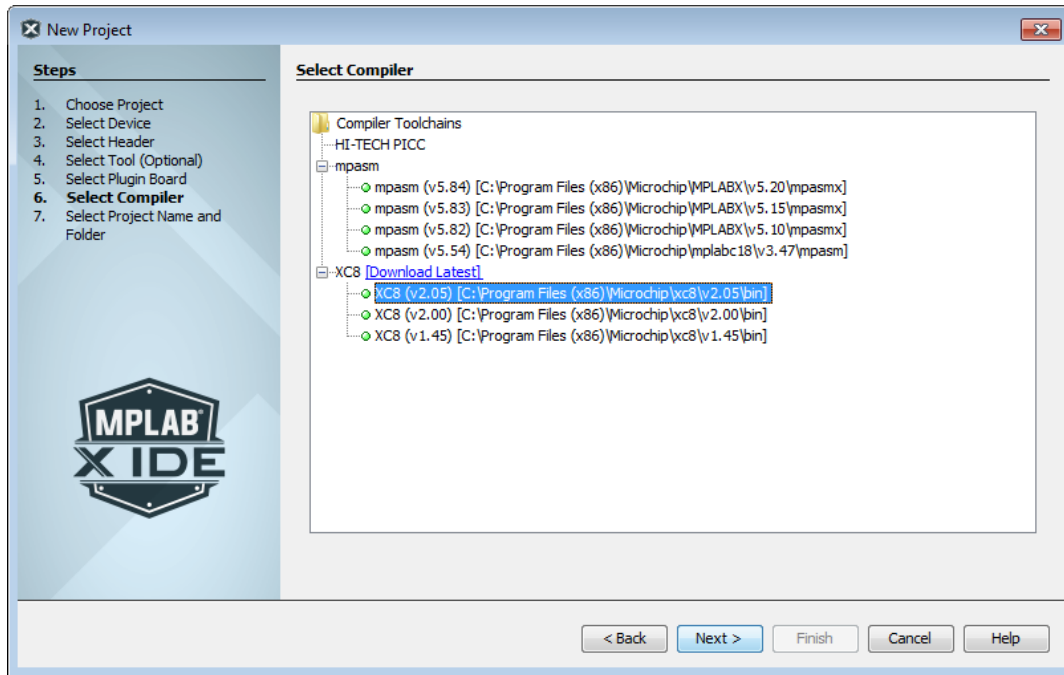 New Project
Steps
1. Choose Project
2. Select Device
3. Select Header
4. Select Tool (Optional)
5. Select Plugin Board
6. Select Compiler
7. Select Project Name and
Folder
MPLAB
X IDE
Select Compiler
Compiler Toolchains
HI-TECH PICC
mpasm
mpasm (v5.84) [C:\Program Files (x86)\Microchip\MPLABX\v5.20\mpasmx]
mpasm (v5.83) [C:\Program Files (x86)\Microchip\MPLABX\v5.15\mpasmx]
mpasm (v5.82) [C:\Program Files (x86)\Microchip\MPLABX\v5.10\mpasmx]
mpasm (v5.54) [C:\Program Files (x86)\Microchip\mplabc18\v3.47\mpasm]
XC8 [Download Latest]
XC8 (v2.05) [C:\Program Files (x86)\Microchip\xc8\v2.05\bin]
XC8 (v2.00) [C:\Program Files (x86)\Microchip\xc8\v2.00\bin]
XC8 (v1.45) [C:\Program Files (x86)\Microchip\xc8\v1.45\bin]
< Back Next > Finish Cancel Help